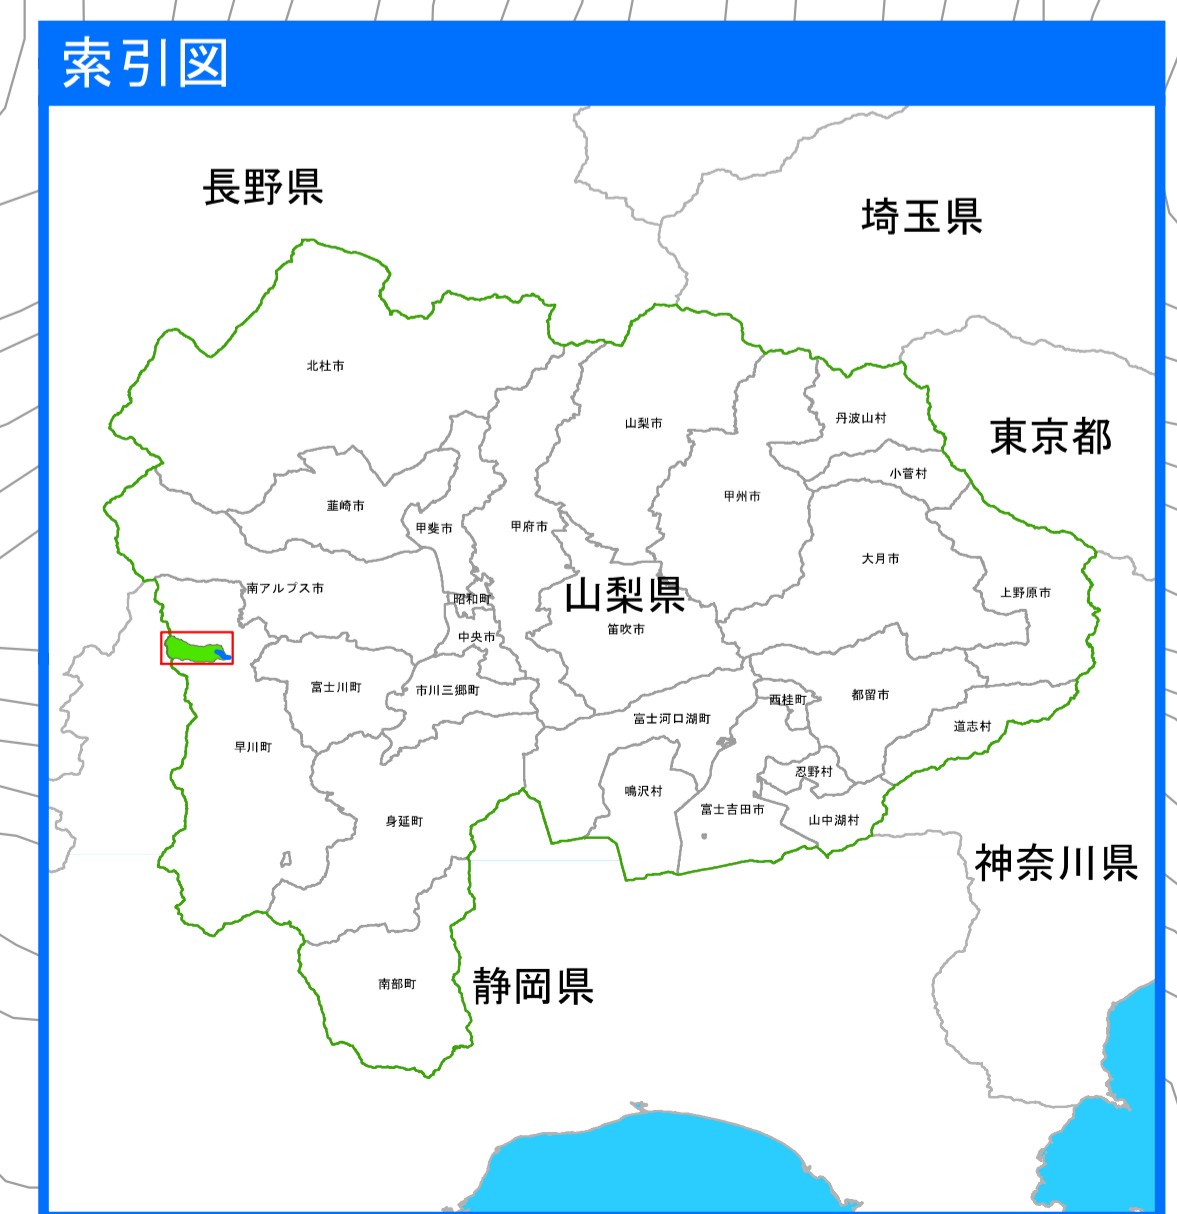 索引図
長野県
埼玉県
北杜市
山梨市
丹波山村
東京都
小菅村
甲州市
韮崎市
甲斐市
甲府市
大月市
南アルプス市
昭和町
山梨県
上野原市
笛吹市
中央市
富士川町
市川三郷町
西桂町
都留市
富士河口湖町
道志村
早川町
忍野村
鳴沢村
富士吉田市
山中湖村
身延町
神奈川県
南部町
静岡県